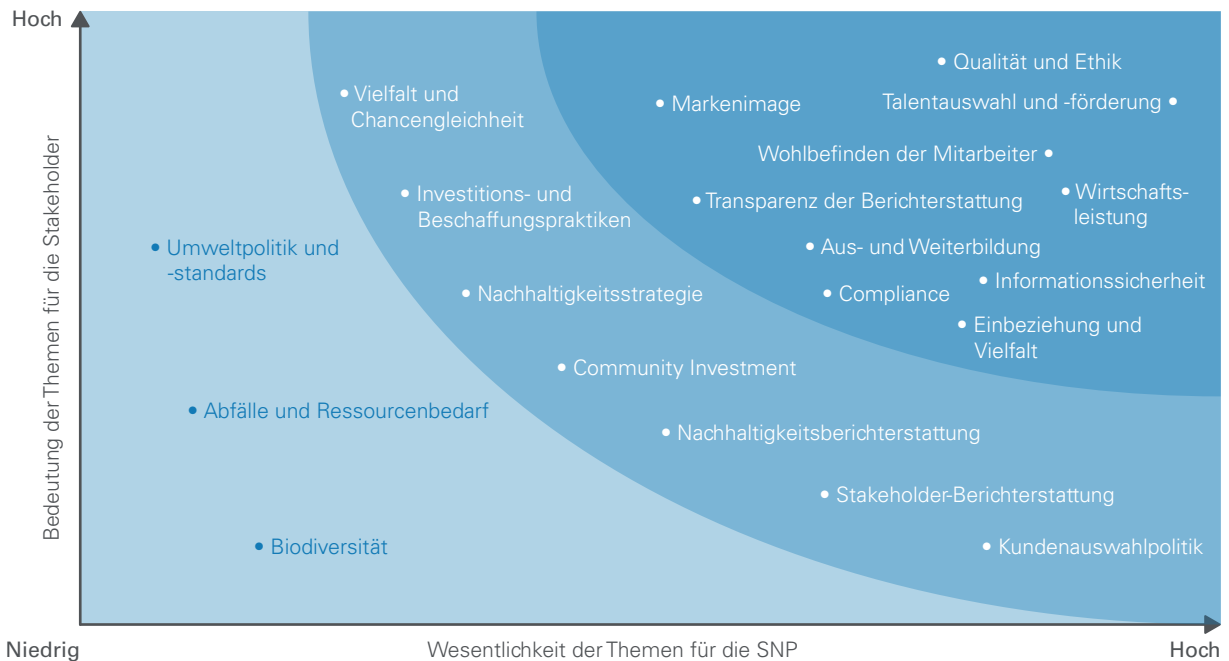 Hoch
Bedeutung der Themen für die Stakeholder
• Qualität und Ethik
• Vielfalt und
Chancengleichheit
• Markenimage
Talentauswahl und -förderung •
Wohlbefinden der Mitarbeiter •
• Investitions- und
Beschaffungspraktiken
• Transparenz der Berichterstattung
• Wirtschafts-
leistung
• Umweltpolitik und
-standards
• Aus- und Weiterbildung
• Nachhaltigkeitsstrategie
• Compliance
• Informationssicherheit
• Einbeziehung und
Vielfalt
• Community Investment
• Abfälle und Ressourcenbedarf
• Nachhaltigkeitsberichterstattung
• Stakeholder-Berichterstattung
• Biodiversität
• Kundenauswahlpolitik
Niedrig
Wesentlichkeit der Themen für die SNP
Hoch